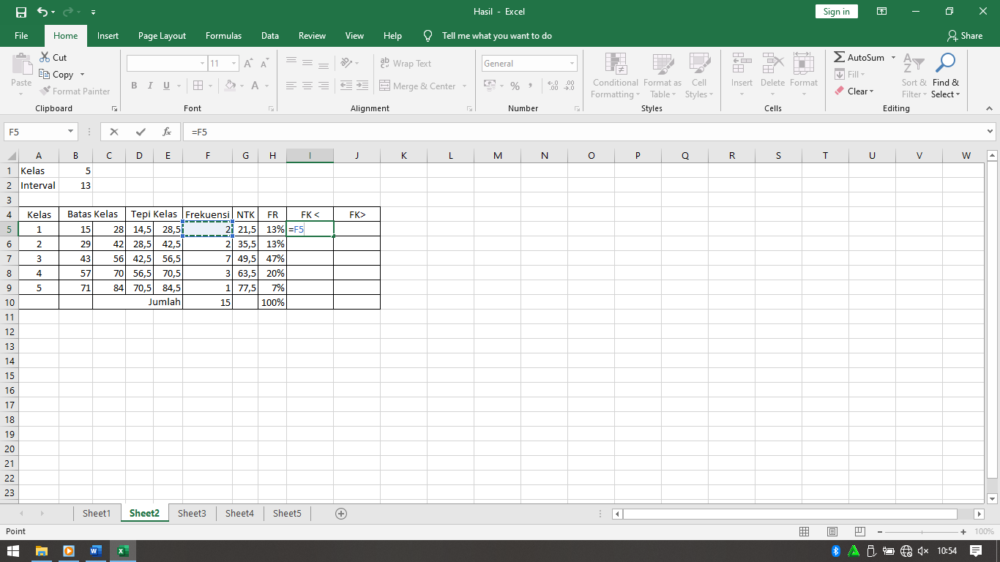 Hasil - Excel
Sign in
File Home Insert Page Layout Formulas Data Review View Help Tell me what you want to do Share
Paste
Cut
Copy
Format Painter
Clipboard
11 A A
B I U A
Font
ab Wrap Text
Merge & Center
Alignment
General
% ,
Number
Conditional Formatting
Format as Table
Cell Styles
Styles
Insert Delete Format
Cells
AutoSum
Fill
Clear
Sort & Filter
Find & Select
Editing
F5 fx =F5
A B C D E F G H I J K L M N O P Q R S T U V W
1 Kelas 5
2 Interval 13
3
4 Kelas Batas Kelas Tepi Kelas Frekuensi NTK FR FK < FK>
5 1 15 28 14,5 28,5 2 21,5 13% =F5
6 2 29 42 28,5 42,5 2 35,5 13%
7 3 43 56 42,5 56,5 7 49,5 47%
8 4 57 70 56,5 70,5 3 63,5 20%
9 5 71 84 70,5 84,5 1 77,5 7%
10 Jumlah 15 100%
11
12
13
14
15
16
17
18
19
20
21
22
23
Sheet1 Sheet2 Sheet3 Sheet4 Sheet5
Point 100%
10:54